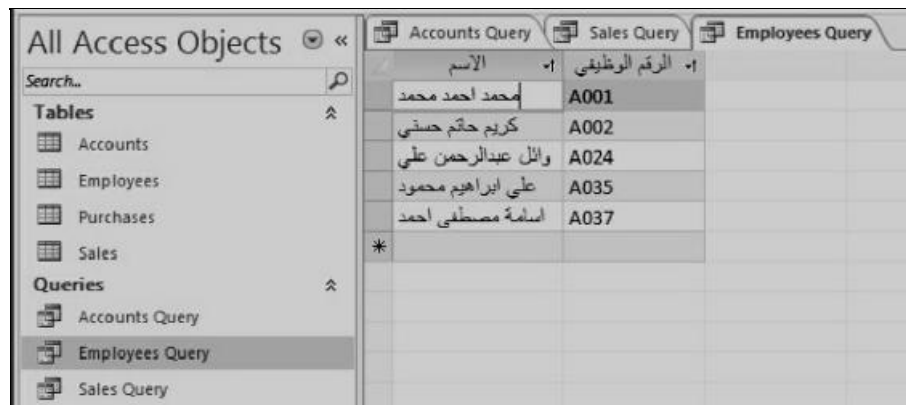 All Access Objects
Search...
Tables
Accounts
Employees
Purchases
Sales
Queries
Accounts Query
Employees Query
Sales Query
Accounts Query Sales Query Employees Query
الاسم الرقم الوظيفي
محمد احمد محمد A001
كريم حاتم حسني A002
وائل عبدالرحمن علي A024
علي ابراهيم محمود A035
اسامة مصطفى احمد A037